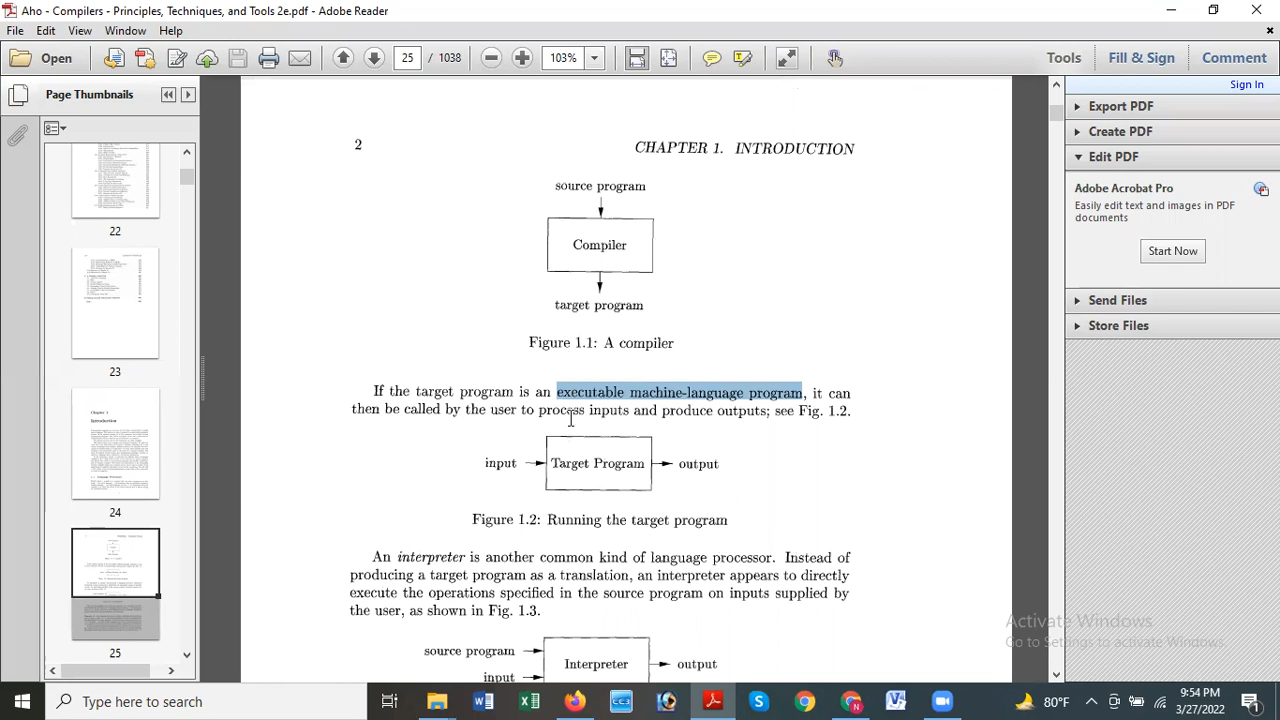 Aho - Compilers - Principles, Techniques, and Tools 2e.pdf - Adobe Reader
File Edit View Window Help
Open 25 / 1038 103% Tools Fill & Sign Comment
Sign In
Page Thumbnails
22
23
24
25
2 CHAPTER 1. INTRODUCTION
source program
Compiler
target program
Figure 1.1: A compiler
If the target program is an executable machine-language program, it can
then be called by the user to process inputs and produce outputs; see Fig. 1.2.
input Target Program output
Figure 1.2: Running the target program
An interpreter is another common kind of language processor. Instead of
producing a target program as a translation, an interpreter appears to directly
execute the operations specified in the source program on inputs supplied by
the user, as shown in Fig. 1.3.
source program
Interpreter output
input
Export PDF
Create PDF
Edit PDF
Adobe Acrobat Pro
Easily edit text and images in PDF
documents
Start Now
Send Files
Store Files
Activate Windows
Go to Settings to activate Windows.
Type here to search
80°F
9:54 PM
3/27/2022